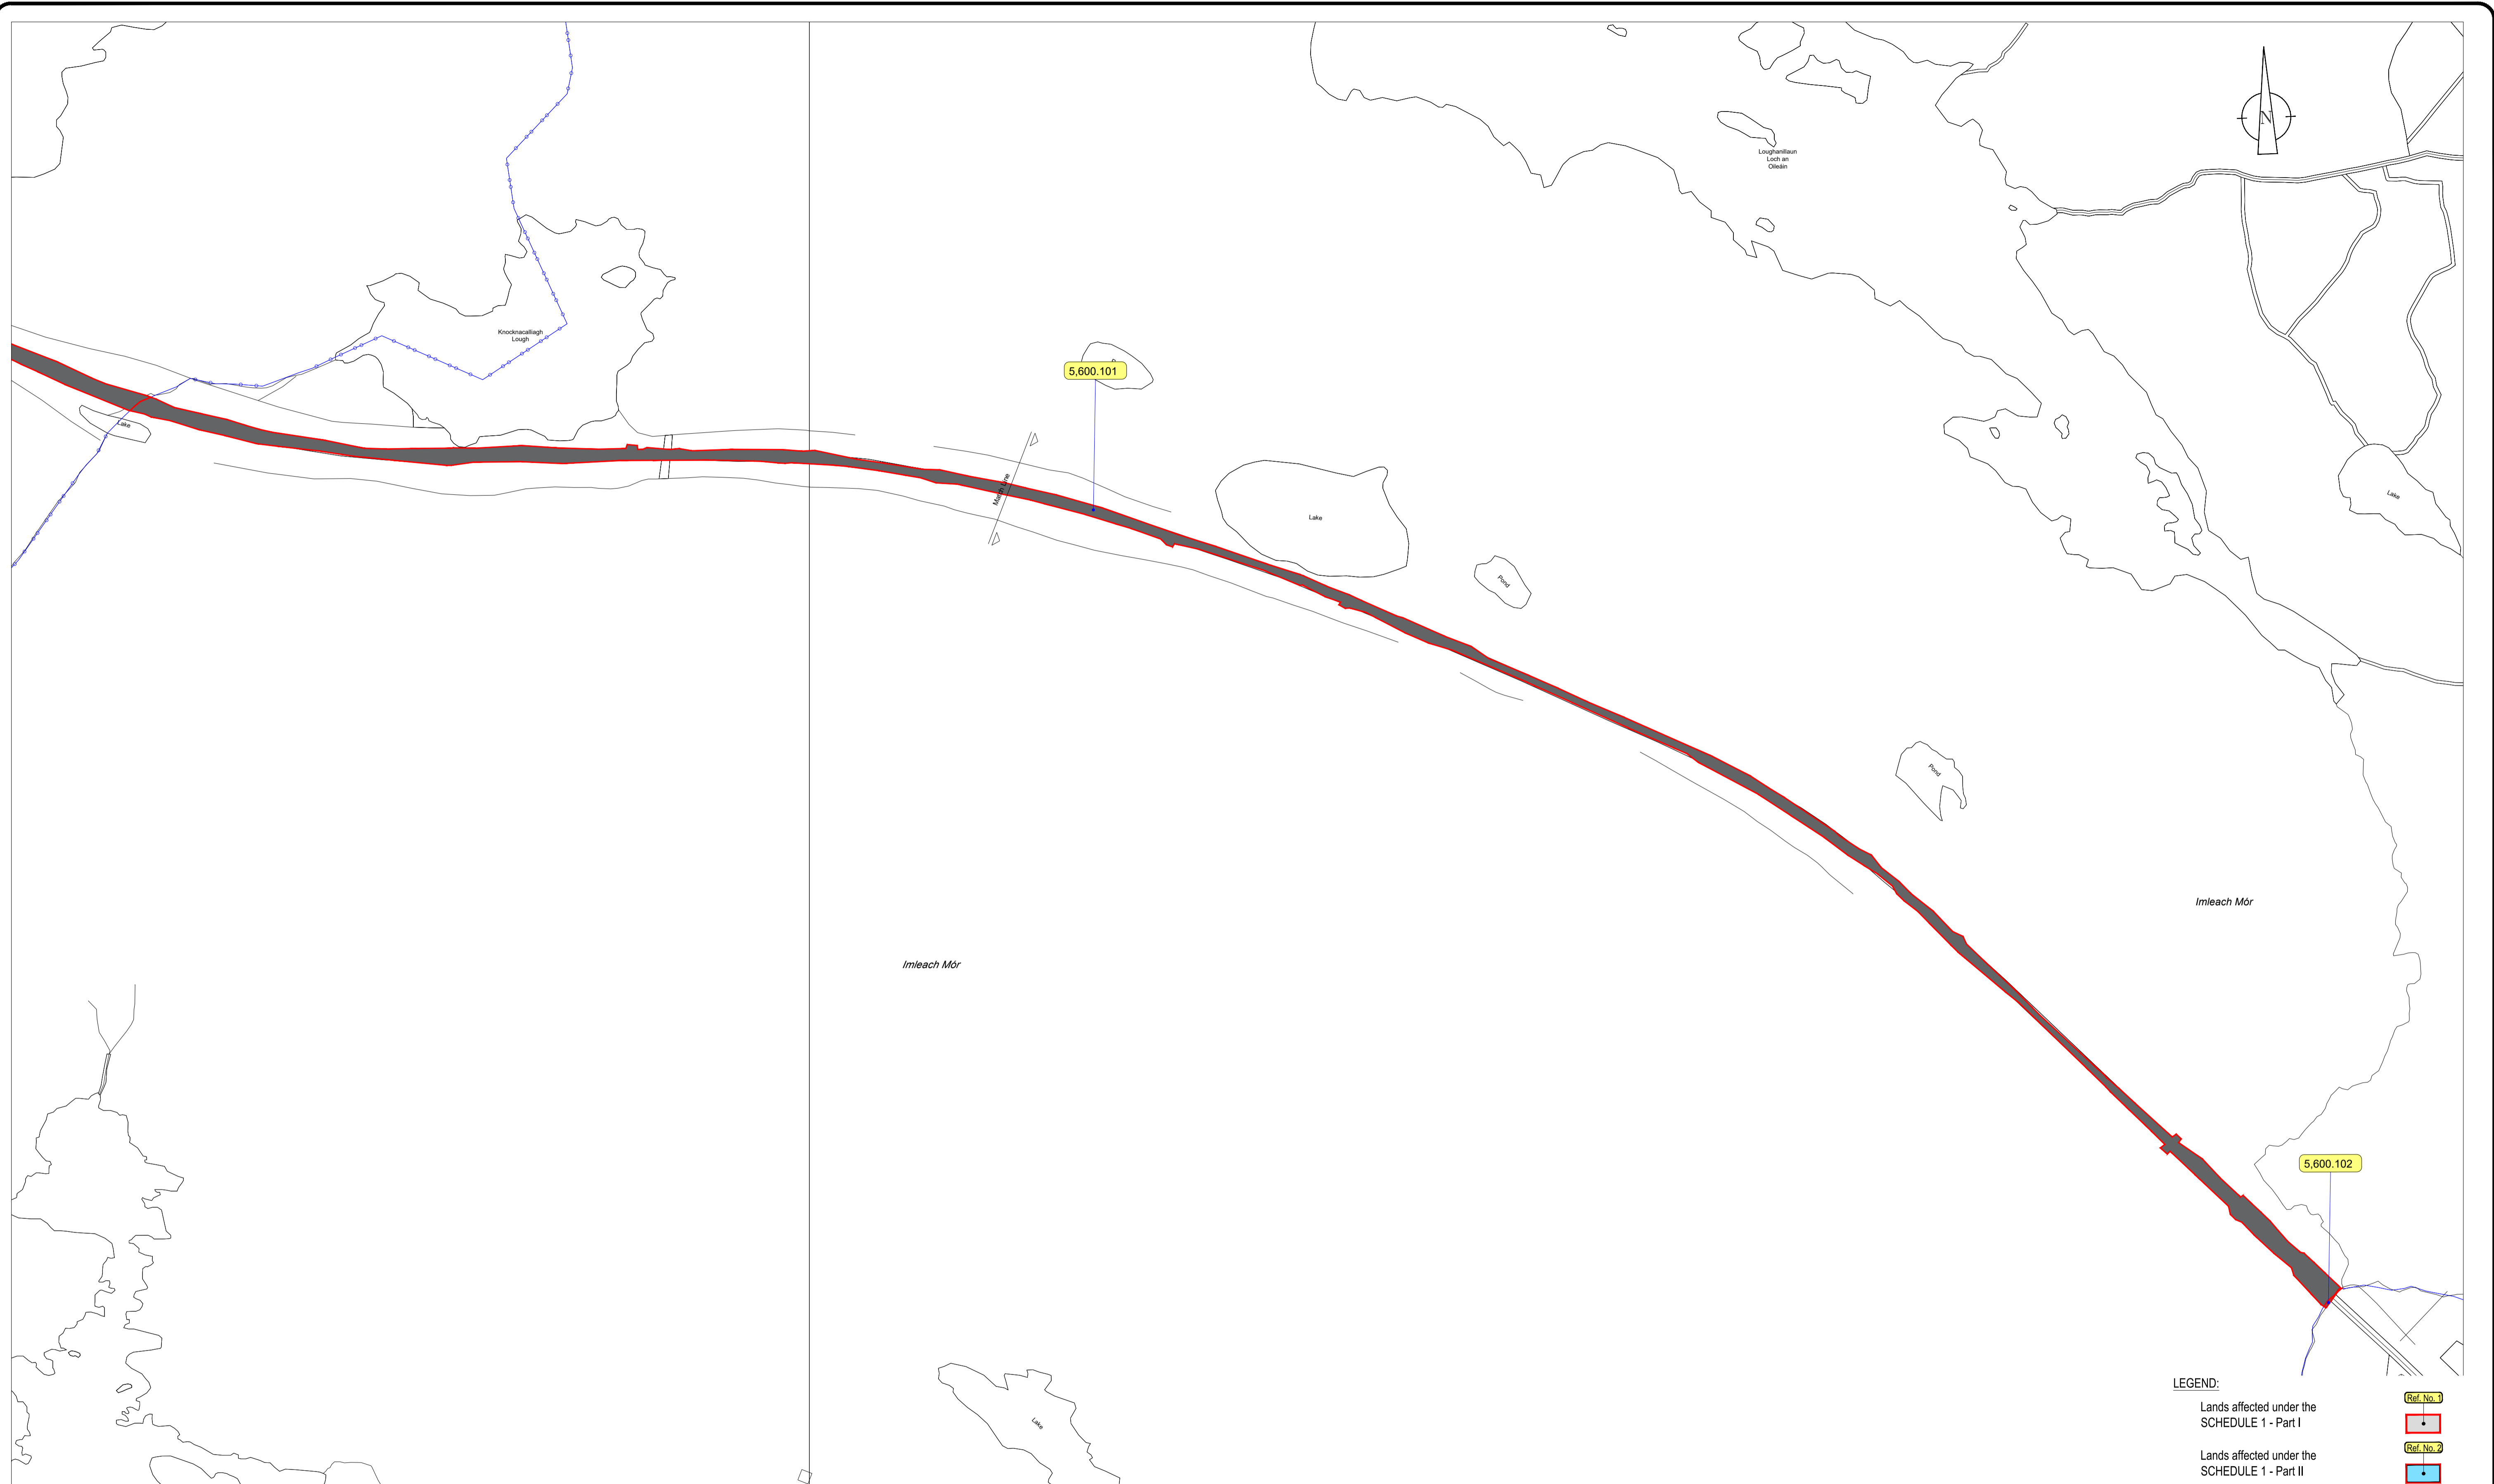 N
Loughanillaun
Loch an
Oileáin
Knocknacalliagh
Lough
5,600.101
Lake
Match Line
Lake
Lake
Pond
Pond
Imleach Mór
Imleach Mór
5,600.102
Lake
LEGEND:
Lands affected under the
SCHEDULE 1 - Part I
Ref. No. 1
Lands affected under the
SCHEDULE 1 - Part II
Ref. No. 2